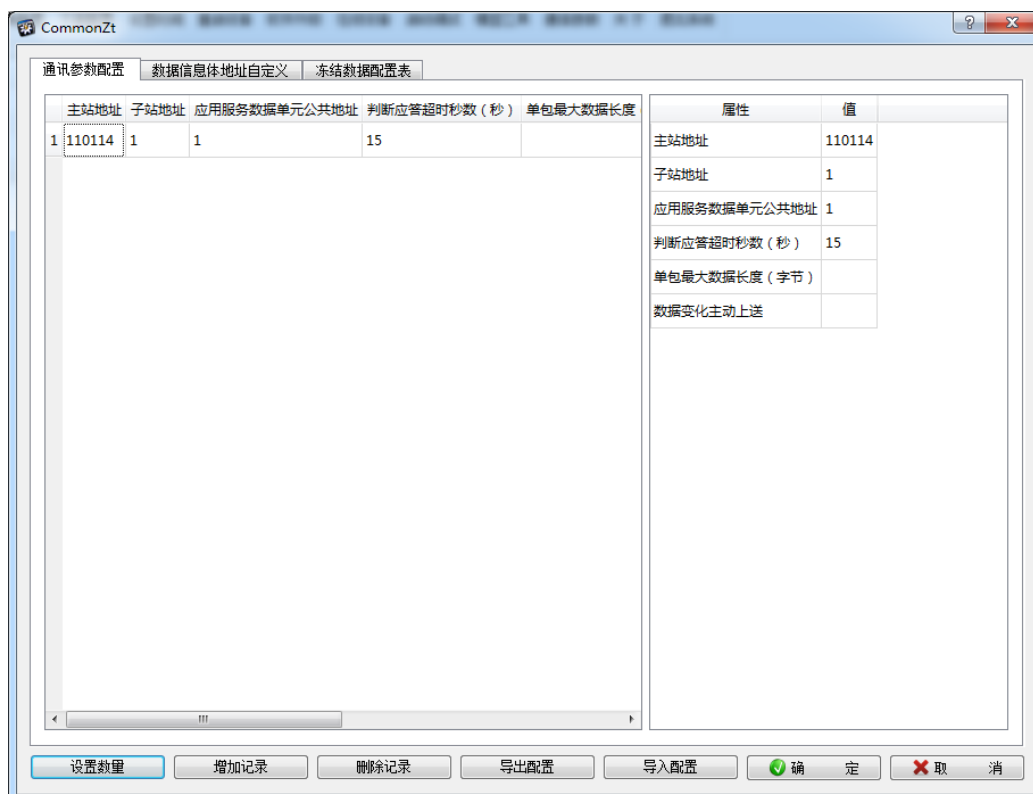 CommonZt
通讯参数配置 数据信息体地址自定义 冻结数据配置表
主站地址 子站地址 应用服务数据单元公共地址 判断应答超时秒数（秒） 单包最大数据长度（
1 110114 1 1 15
属性 值
主站地址 110114
子站地址 1
应用服务数据单元公共地址 1
判断应答超时秒数（秒） 15
单包最大数据长度（字节）
数据变化主动上送
设置数量 增加记录 删除记录 导出配置 导入配置 确 定 取 消